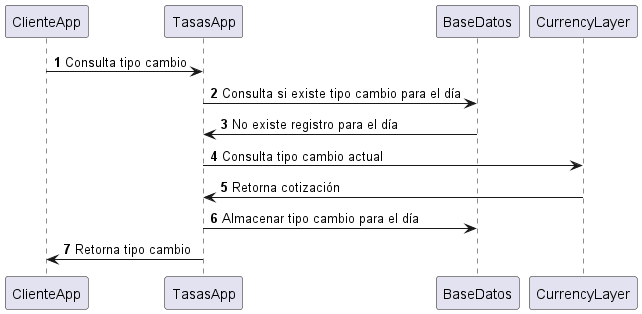 ClienteApp TasasApp BaseDatos CurrencyLayer
1 Consulta tipo cambio
2 Consulta si existe tipo cambio para el día
3 No existe registro para el día
4 Consulta tipo cambio actual
5 Retorna cotización
6 Almacenar tipo cambio para el día
7 Retorna tipo cambio
ClienteApp TasasApp BaseDatos CurrencyLayer